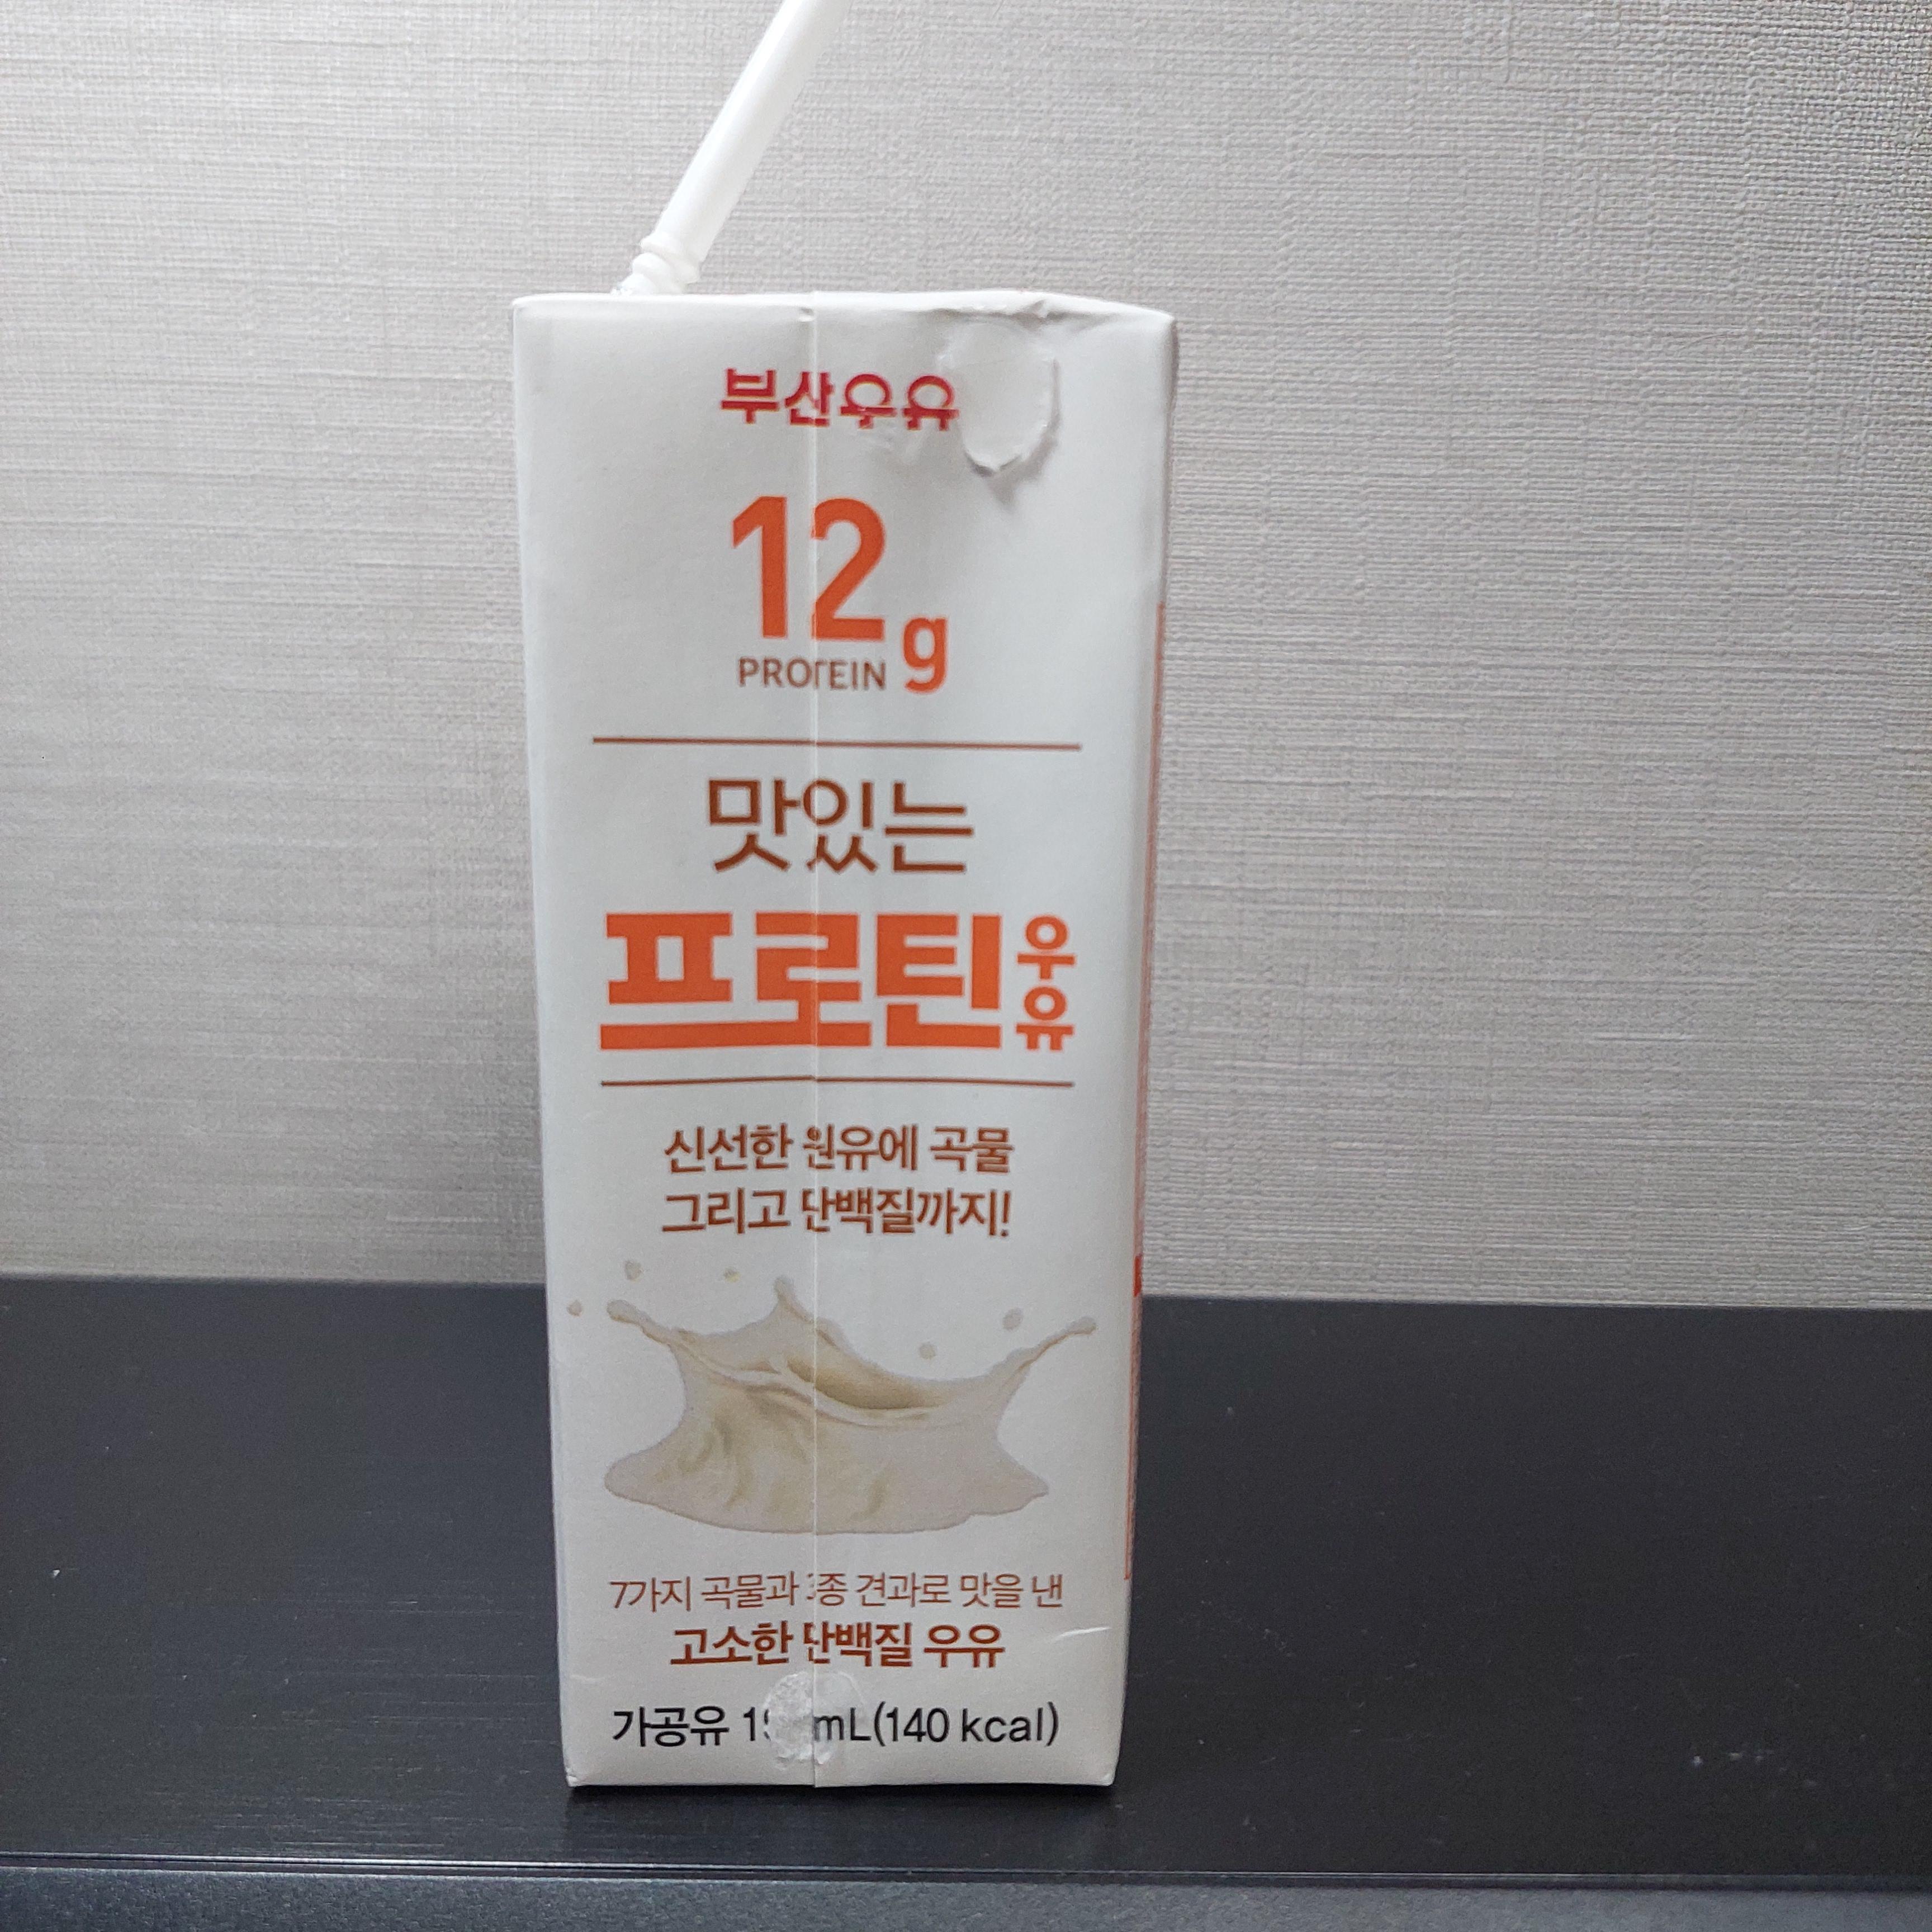 부산우유
12 g
PROTEIN
맛있는
프로틴 우유
신선한 원유에 곡물
그리고 단백질까지!
7가지 곡물과 3종 견과로 맛을 낸
고소한 단백질 우유
가공유 mL(140 kcal)